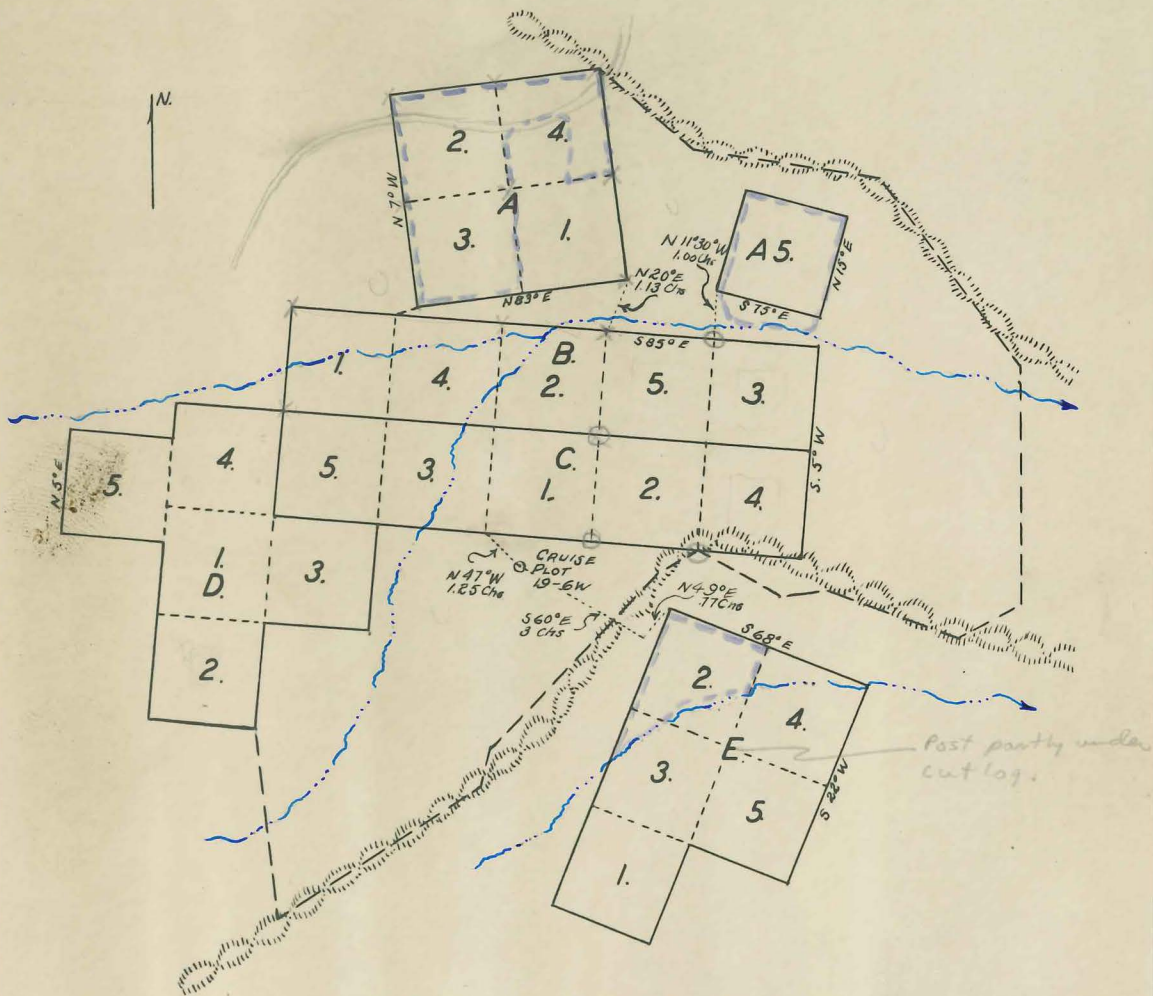 N.
2.
4.
A
3.
1.
N 7° W
N 83° E
N 11°30° W
1.00 Chs
N 20° E
1.13 Chs
A 5.
N 15° E
S 75° E
S 85° E
B.
1.
4.
2.
5.
3.
S. 5° W
C.
5.
3.
1.
2.
4.
N 5° E
5.
4.
1.
D.
3.
2.
N 47° W
1.25 Chs
CRUISE
PLOT
19-6W
S 60° E
3 Chs
N 49° E
.77 Chs
S 68° E
2.
4.
E
3.
5.
1.
S 22° W
Post partly under
cut log.